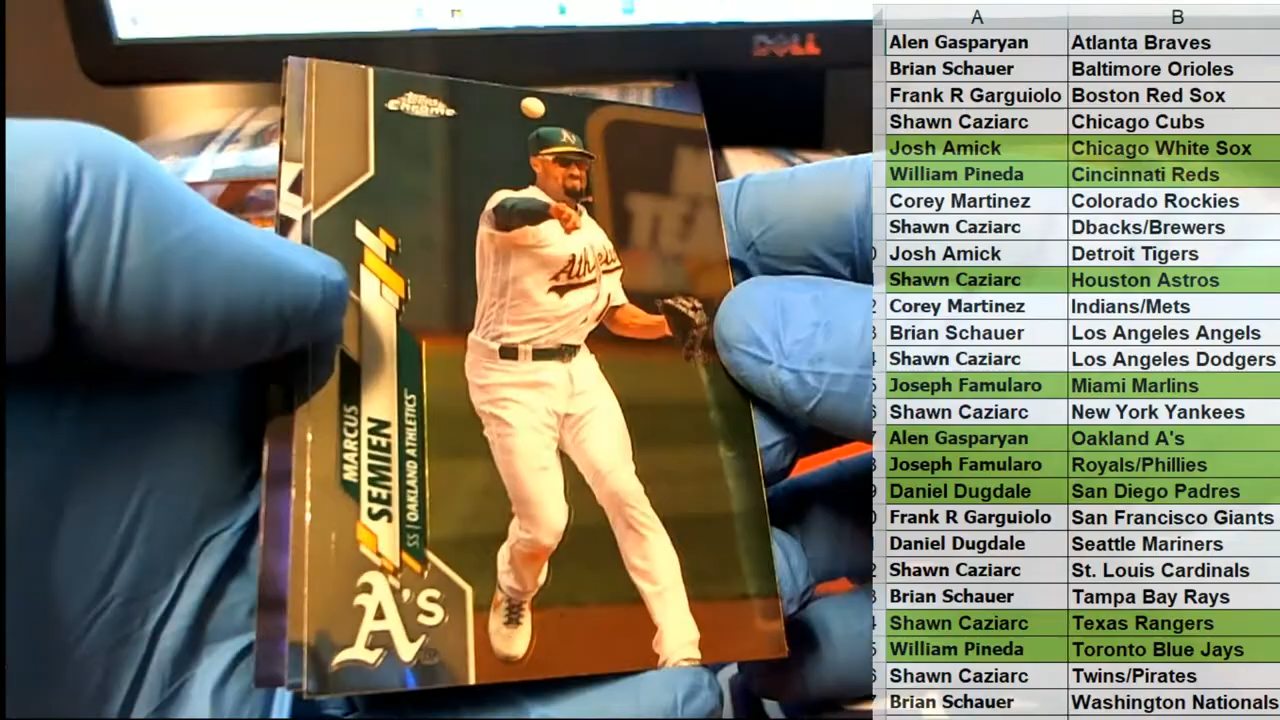 DELL
Topps
Chrome
Athletics
MARCUS
SEMIEN
SS | OAKLAND ATHLETICS
A's
A B
Alen Gasparyan Atlanta Braves
Brian Schauer Baltimore Orioles
Frank R Garguiolo Boston Red Sox
Shawn Caziarc Chicago Cubs
Josh Amick Chicago White Sox
William Pineda Cincinnati Reds
Corey Martinez Colorado Rockies
Shawn Caziarc Dbacks/Brewers
Josh Amick Detroit Tigers
Shawn Caziarc Houston Astros
Corey Martinez Indians/Mets
Brian Schauer Los Angeles Angels
Shawn Caziarc Los Angeles Dodgers
Joseph Famularo Miami Marlins
Shawn Caziarc New York Yankees
Alen Gasparyan Oakland A's
Joseph Famularo Royals/Phillies
Daniel Dugdale San Diego Padres
Frank R Garguiolo San Francisco Giants
Daniel Dugdale Seattle Mariners
Shawn Caziarc St. Louis Cardinals
Brian Schauer Tampa Bay Rays
Shawn Caziarc Texas Rangers
William Pineda Toronto Blue Jays
Shawn Caziarc Twins/Pirates
Brian Schauer Washington Nationals